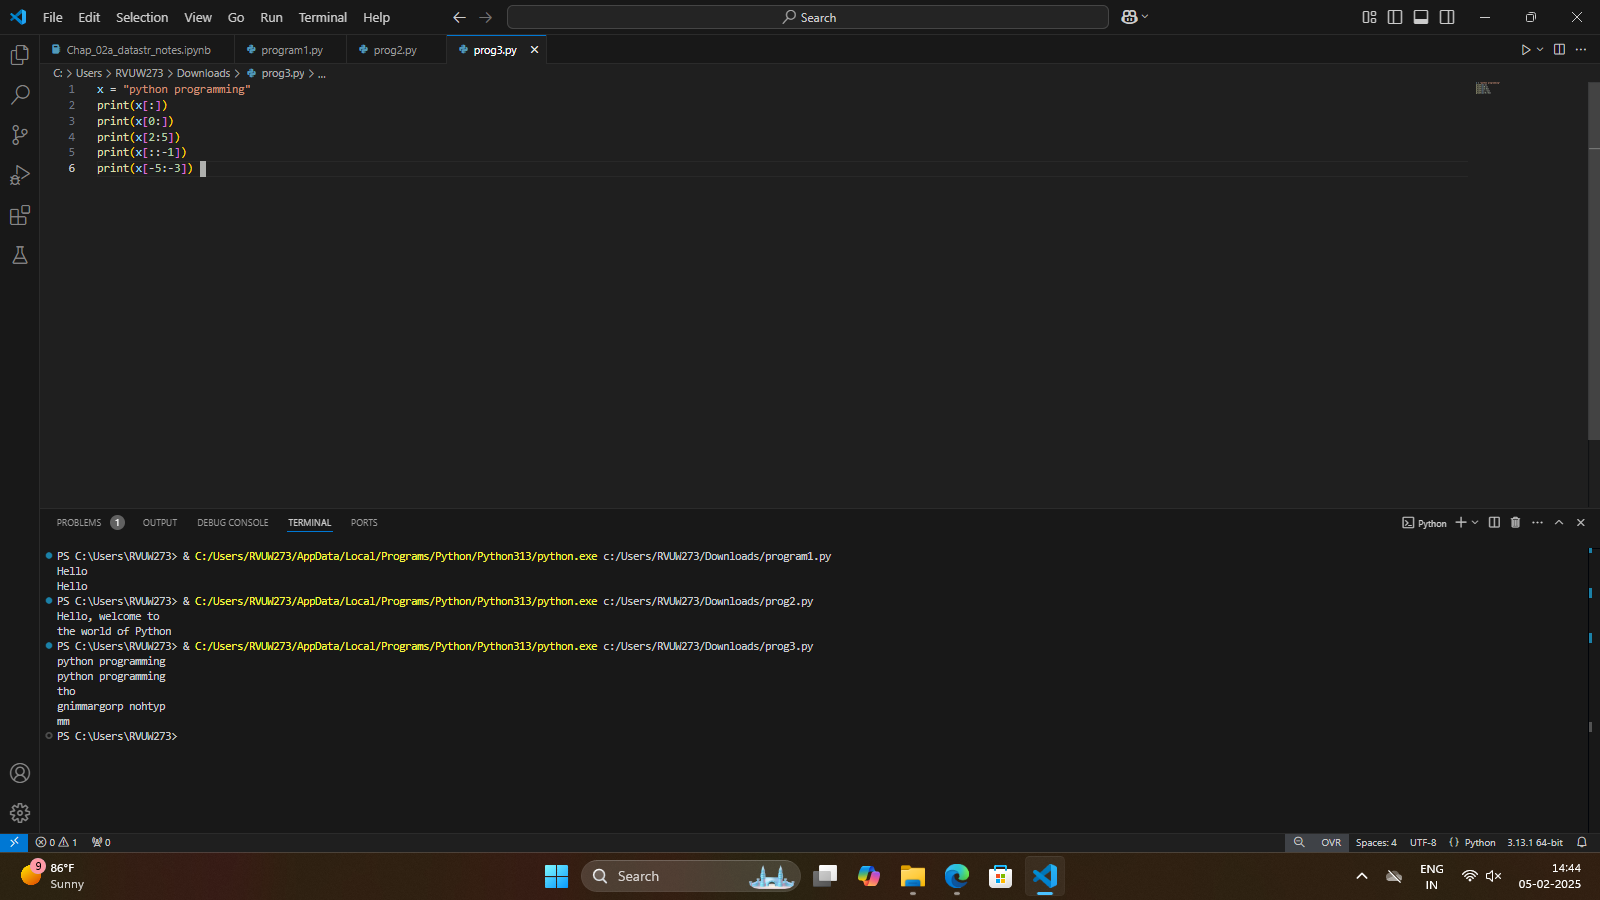 File Edit Selection View Go Run Terminal Help
Search
Chap_02a_datastr_notes.ipynb program1.py prog2.py prog3.py
C: > Users > RVUW273 > Downloads > prog3.py > ...
1 x = "python programming"
2 print(x[:])
3 print(x[0:])
4 print(x[2:5])
5 print(x[::-1])
6 print(x[-5:-3])
PROBLEMS 1 OUTPUT DEBUG CONSOLE TERMINAL PORTS
Python
PS C:\Users\RVUW273> & C:/Users/RVUW273/AppData/Local/Programs/Python/Python313/python.exe c:/Users/RVUW273/Downloads/program1.py
Hello
Hello
PS C:\Users\RVUW273> & C:/Users/RVUW273/AppData/Local/Programs/Python/Python313/python.exe c:/Users/RVUW273/Downloads/prog2.py
Hello, welcome to
the world of Python
PS C:\Users\RVUW273> & C:/Users/RVUW273/AppData/Local/Programs/Python/Python313/python.exe c:/Users/RVUW273/Downloads/prog3.py
python programming
python programming
tho
gnimmargorp nohtyp
mm
PS C:\Users\RVUW273>
0 1 0
OVR Spaces: 4 UTF-8 {} Python 3.13.1 64-bit
9
86°F
Sunny
Search
ENG
IN
14:44
05-02-2025